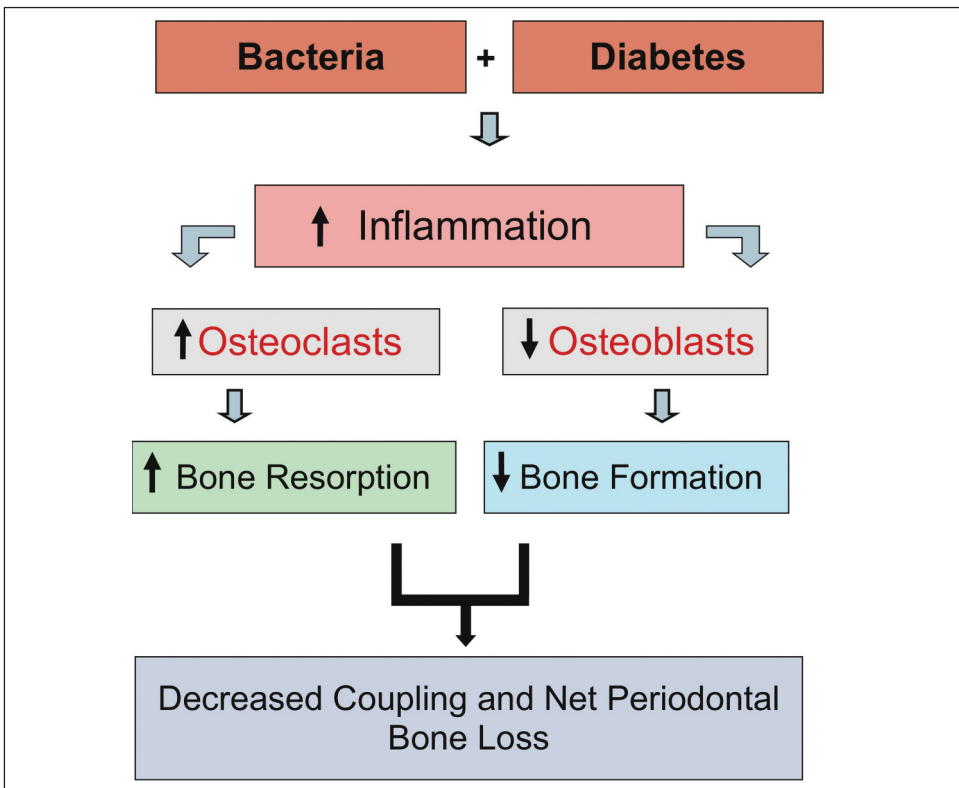 Bacteria + Diabetes
↑ Inflammation
↑ Osteoclasts ↓ Osteoblasts
↑ Bone Resorption ↓ Bone Formation
Decreased Coupling and Net Periodontal
Bone Loss